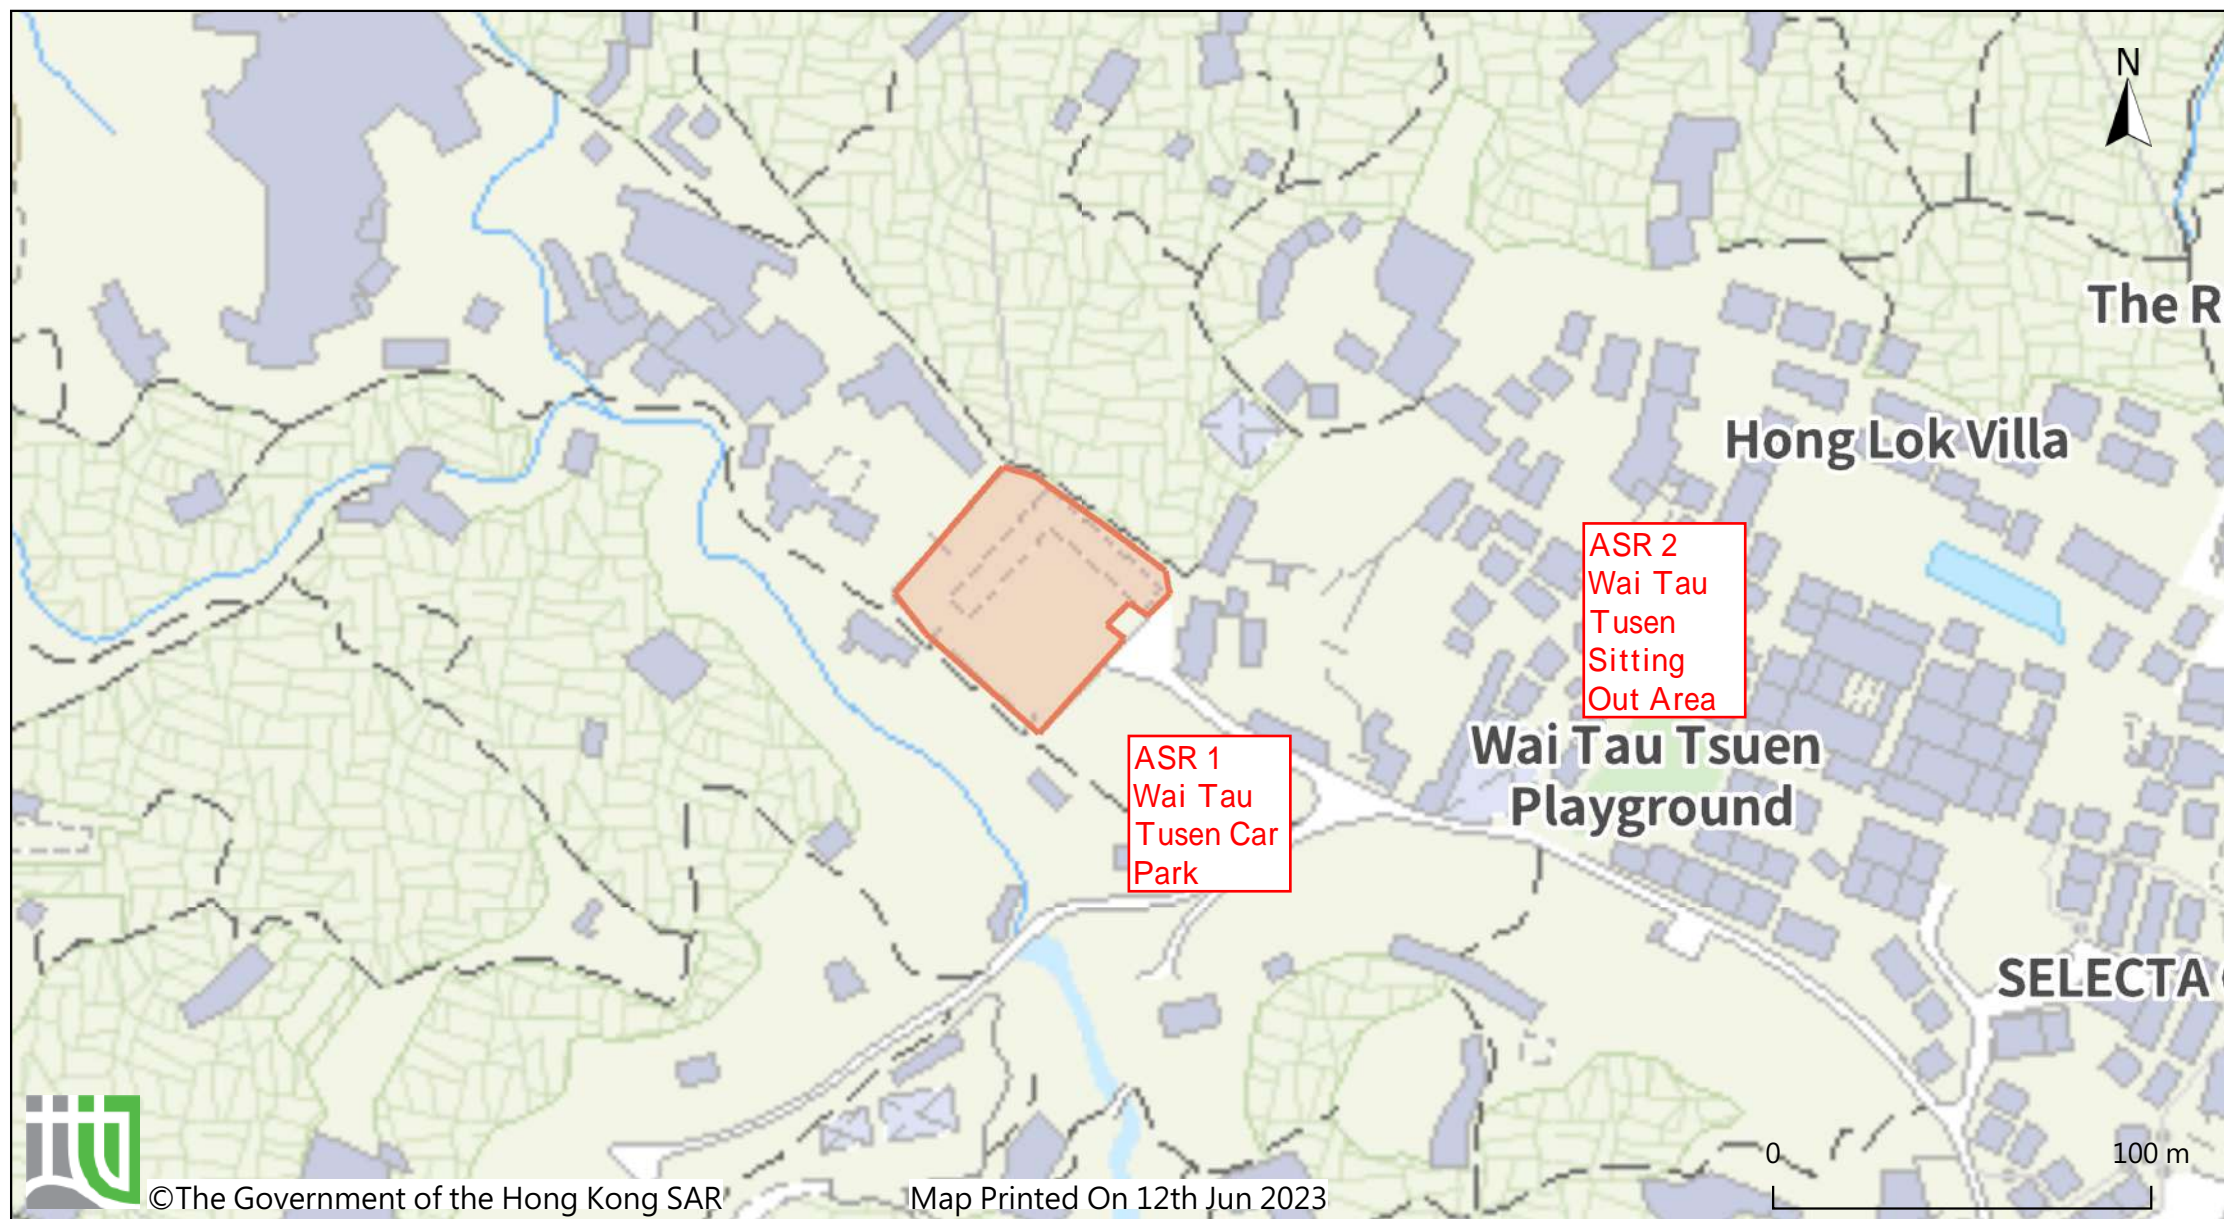 N
The R
Hong Lok Villa
ASR 2
Wai Tau
Tusen
Sitting
Out Area
Wai Tau Tsuen
Playground
ASR 1
Wai Tau
Tusen Car
Park
SELECTA
0
100 m
©The Government of the Hong Kong SAR
Map Printed On 12th Jun 2023